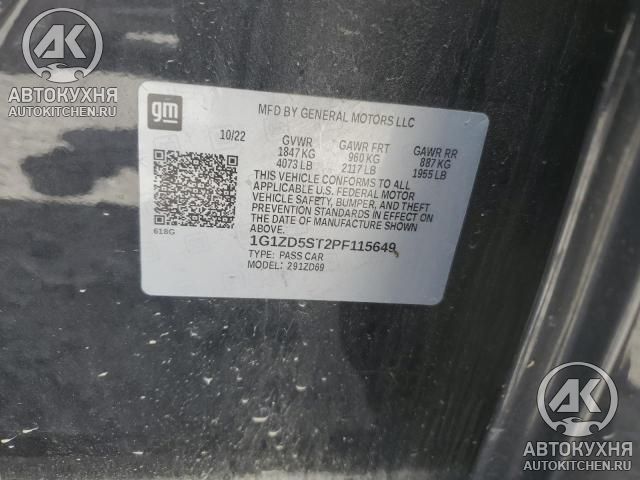 AK
АВТОКУХНЯ
AUTOKITCHEN.RU
gm
MFD BY GENERAL MOTORS LLC
10/22
GVWR GAWR FRT GAWR RR
1847 KG 960 KG 887 KG
4073 LB 2117 LB 1955 LB
THIS VEHICLE CONFORMS TO ALL
APPLICABLE U.S. FEDERAL MOTOR
VEHICLE SAFETY, BUMPER, AND THEFT
PREVENTION STANDARDS IN EFFECT ON
THE DATE OF MANUFACTURE SHOWN
ABOVE.
618G
1G1ZD5ST2PF115649
TYPE: PASS CAR
MODEL: 291ZD69
AK
АВТОКУХНЯ
AUTOKITCHEN.RU